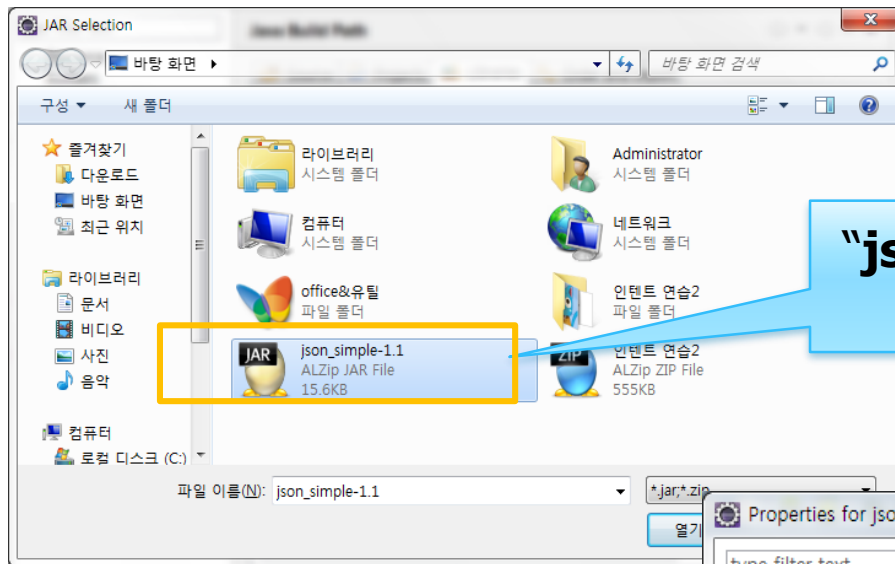 JAR Selection
Java Build Path
바탕 화면
바탕 화면 검색
구성
새 폴더
즐겨찾기
다운로드
바탕 화면
최근 위치
라이브러리
문서
비디오
사진
음악
컴퓨터
로컬 디스크 (C:)
라이브러리
시스템 폴더
Administrator
시스템 폴더
컴퓨터
시스템 폴더
네트워크
시스템 폴더
office&유틸
파일 폴더
인텐트 연습2
파일 폴더
JAR
json_simple-1.1
ALZip JAR File
15.6KB
ZIP
인텐트 연습2
ALZip ZIP File
555KB
"js
파일 이름(N):
json_simple-1.1
*.jar;*.zip
열기
Properties for jso
type filter text